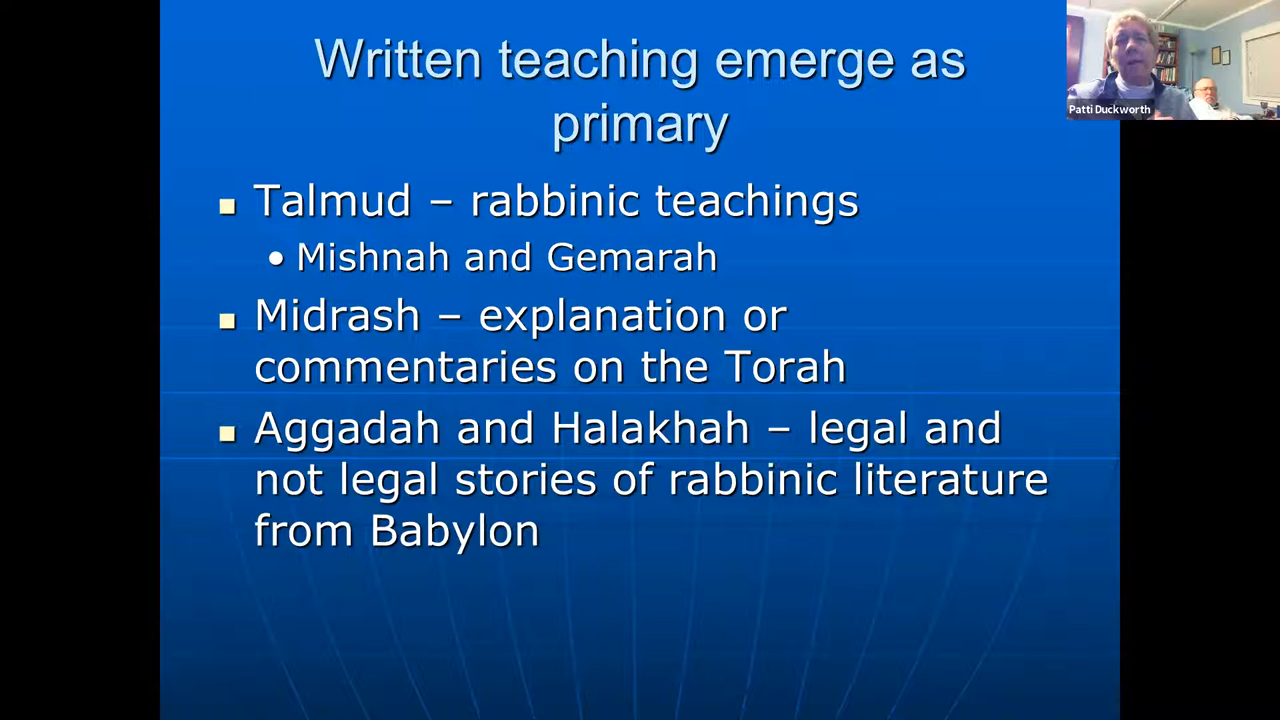 Written teaching emerge as
primary
Talmud – rabbinic teachings
• Mishnah and Gemarah
Midrash – explanation or
commentaries on the Torah
Aggadah and Halakhah – legal and
not legal stories of rabbinic literature
from Babylon
Patti Duckworth